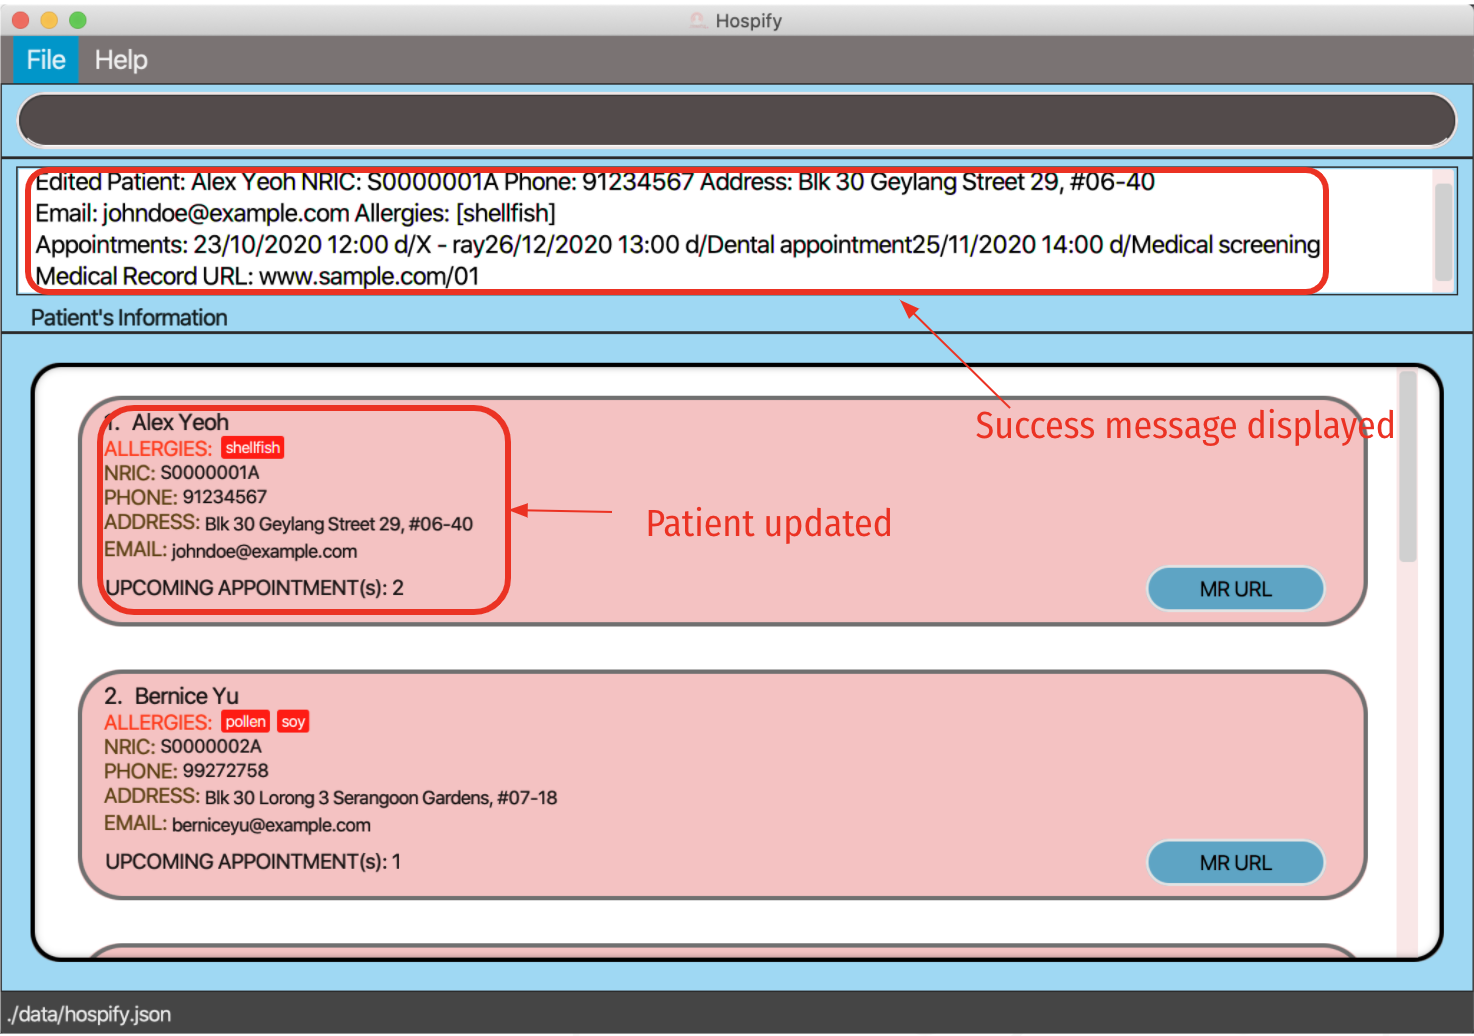 Hospify
File Help
Edited Patient: Alex Yeoh NRIC: S0000001A Phone: 91234567 Address: Blk 30 Geylang Street 29, #06-40
Email: johndoe@example.com Allergies: [shellfish]
Appointments: 23/10/2020 12:00 d/X - ray26/12/2020 13:00 d/Dental appointment25/11/2020 14:00 d/Medical screening
Medical Record URL: www.sample.com/01
Patient's Information
Success message displayed
1. Alex Yeoh
ALLERGIES: shellfish
NRIC: S0000001A
PHONE: 91234567
ADDRESS: Blk 30 Geylang Street 29, #06-40
EMAIL: johndoe@example.com
UPCOMING APPOINTMENT(s): 2
Patient updated
MR URL
2. Bernice Yu
ALLERGIES: pollen soy
NRIC: S0000002A
PHONE: 99272758
ADDRESS: Blk 30 Lorong 3 Serangoon Gardens, #07-18
EMAIL: berniceyu@example.com
UPCOMING APPOINTMENT(s): 1
MR URL
./data/hospify.json